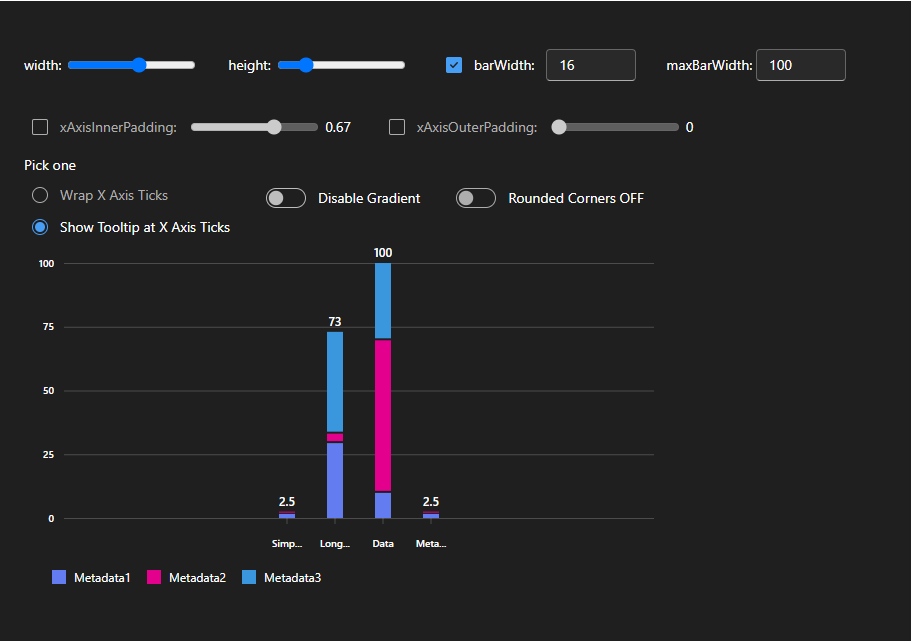 width: height: barWidth: 16 maxBarWidth: 100
xAxisInnerPadding: 0.67 xAxisOuterPadding: 0
Pick one
Wrap X Axis Ticks Disable Gradient Rounded Corners OFF
Show Tooltip at X Axis Ticks
100
100
73
75
50
25
2.5 2.5
0
Simp... Long... Data Meta...
Metadata1 Metadata2 Metadata3